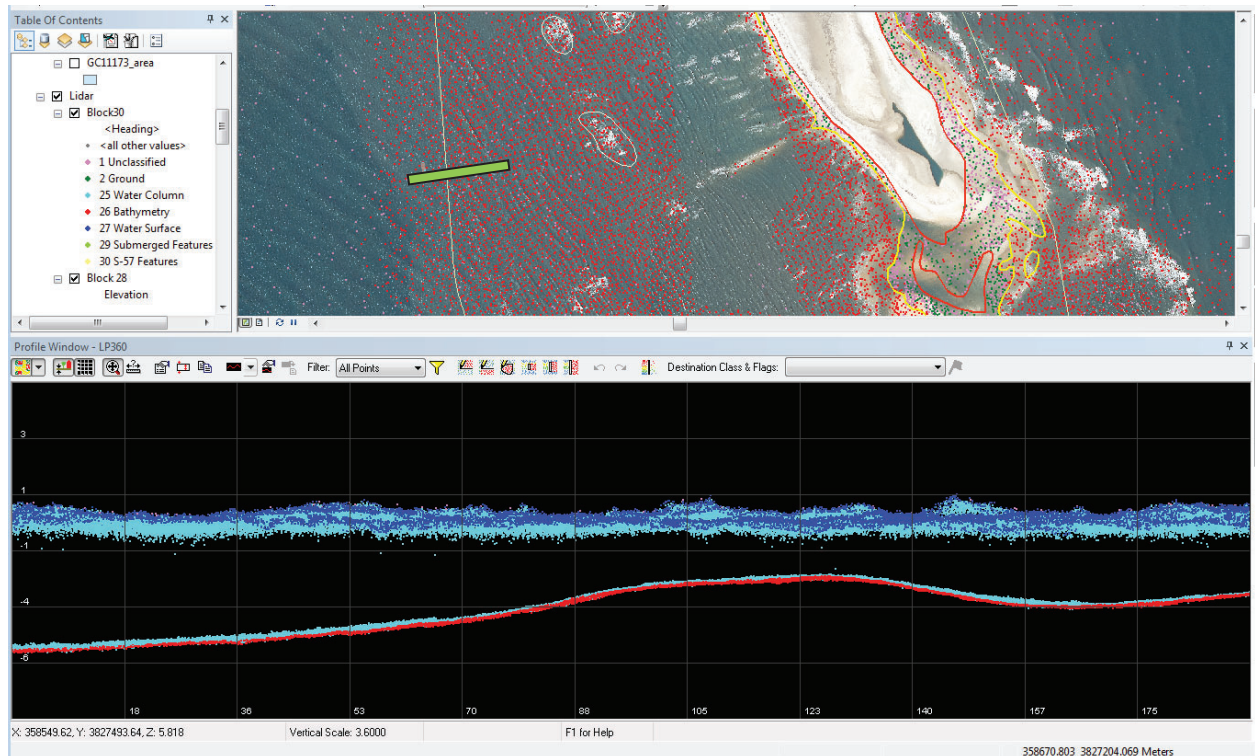 Table Of Contents
GC11173_area
Lidar
Block30
<Heading>
<all other values>
1 Unclassified
2 Ground
25 Water Column
26 Bathymetry
27 Water Surface
29 Submerged Features
30 S-57 Features
Block 28
Elevation
Profile Window - LP360
Filter: All Points Destination Class & Flags:
3
1
-1
-4
-6
18 36 53 70 88 105 123 140 157 175
X: 358549.62, Y: 3827493.64, Z: 5.818 Vertical Scale: 3.6000 F1 for Help
358670.803 3827204.069 Meters